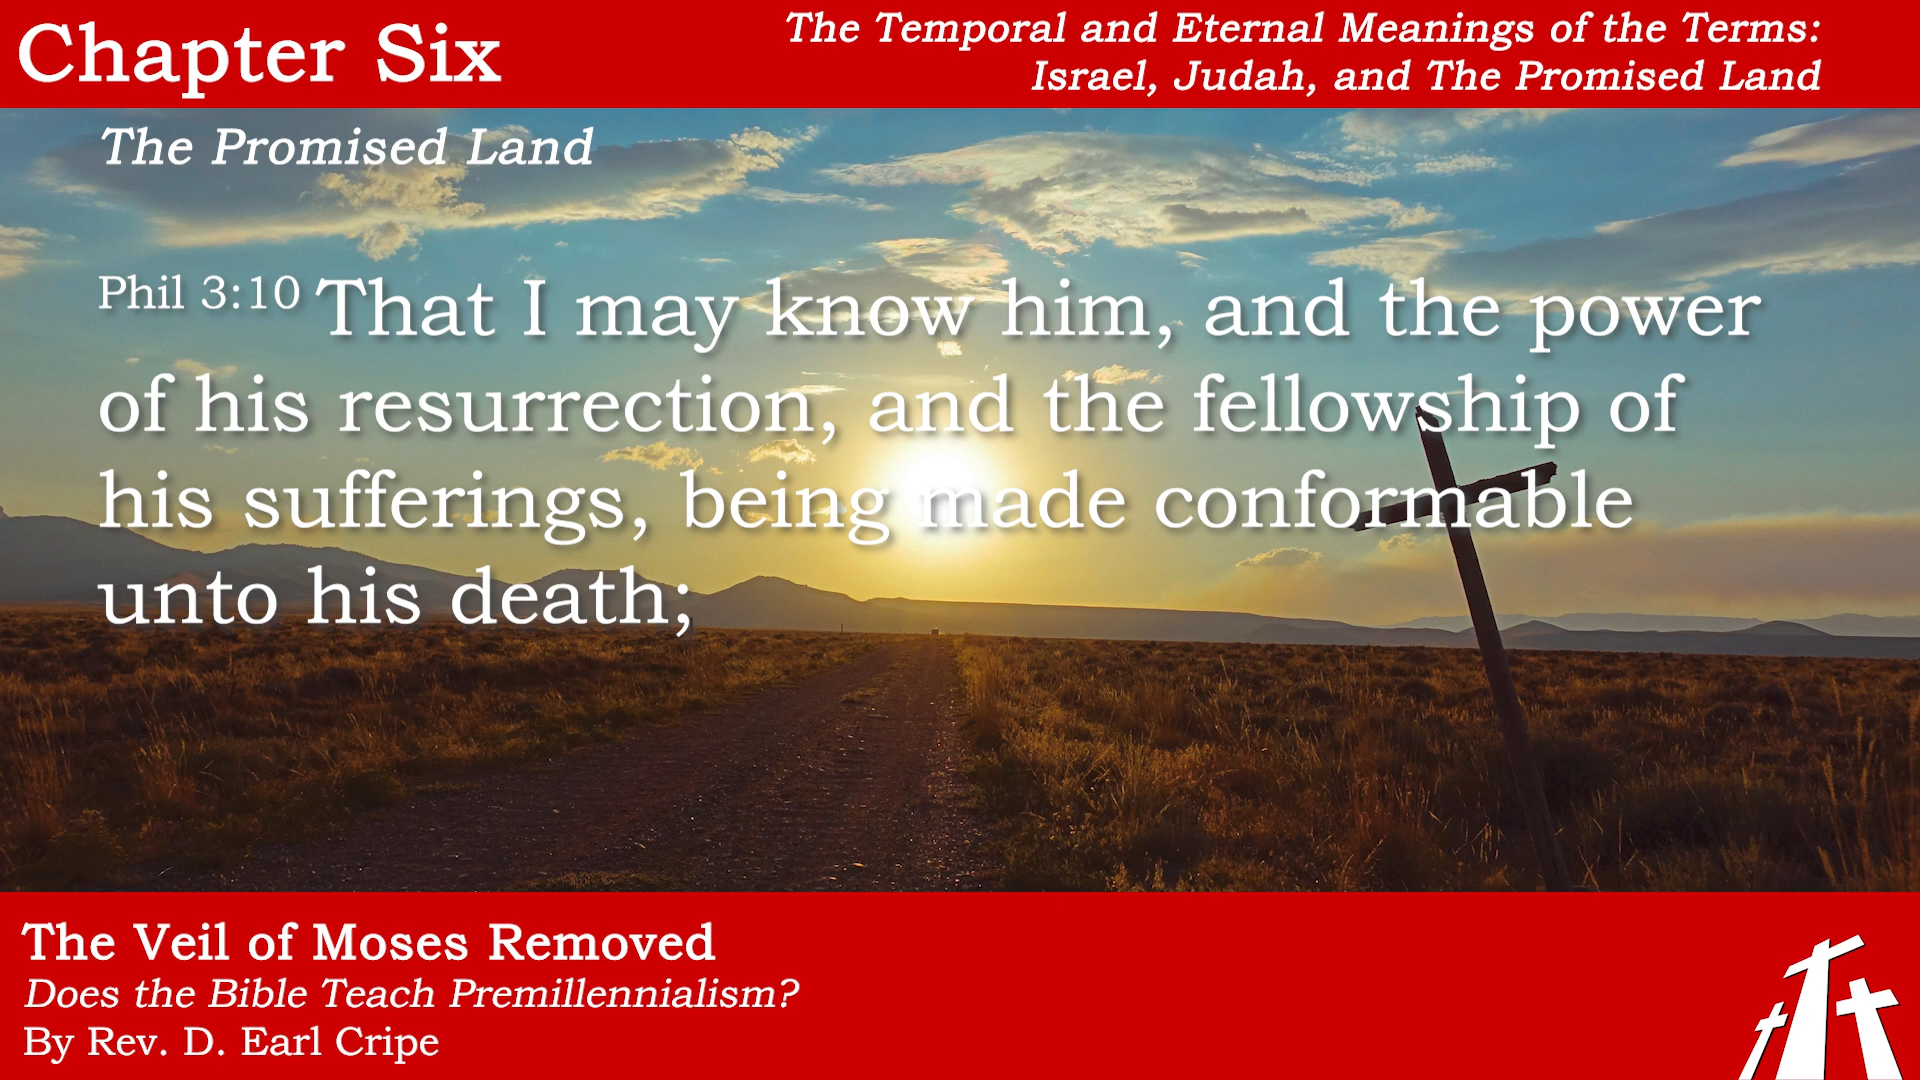 Chapter Six
The Temporal and Eternal Meanings of the Terms:
Israel, Judah, and The Promised Land
The Promised Land
Phil 3:10 That I may know him, and the power
of his resurrection, and the fellowship of
his sufferings, being made conformable
unto his death;
The Veil of Moses Removed
Does the Bible Teach Premillennialism?
By Rev. D. Earl Cripe